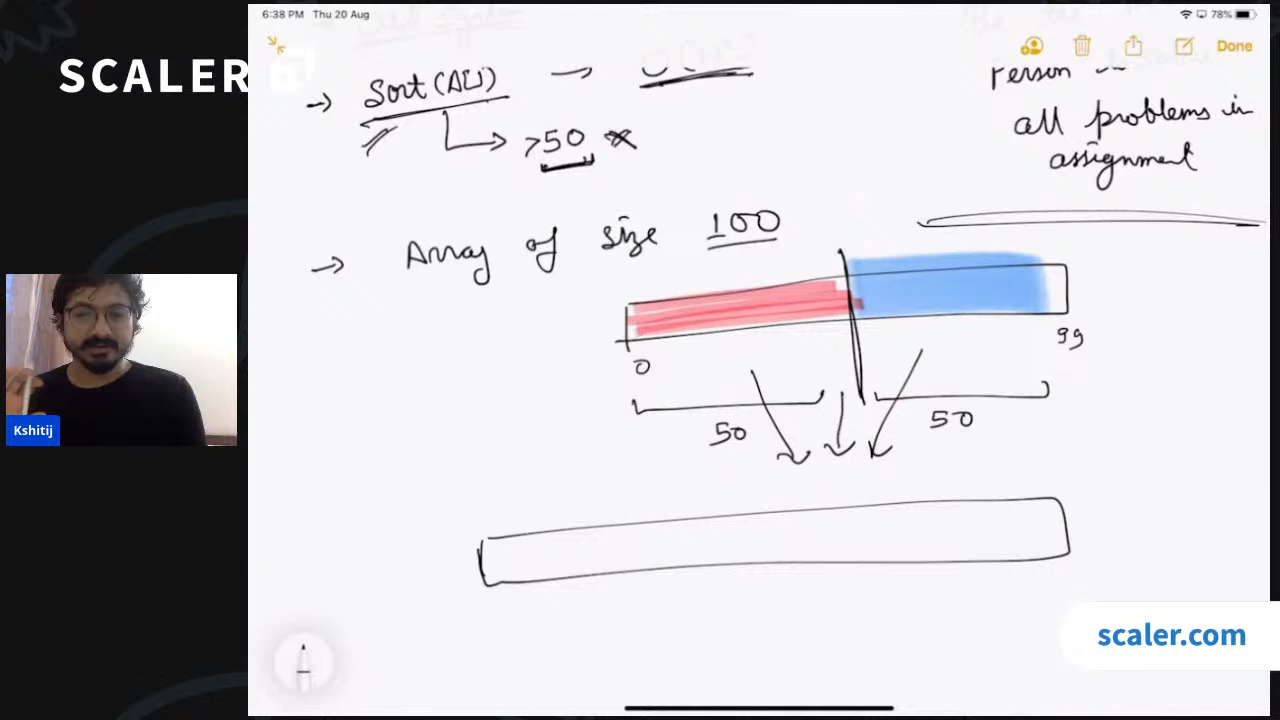 6:38 PM Thu 20 Aug
78%
Done
SCALER
→ Sort(A[]) →
Person
→ >50 ×
all problems in
assignment
→ Array of size 100
0
99
50
50
Kshitij
scaler.com